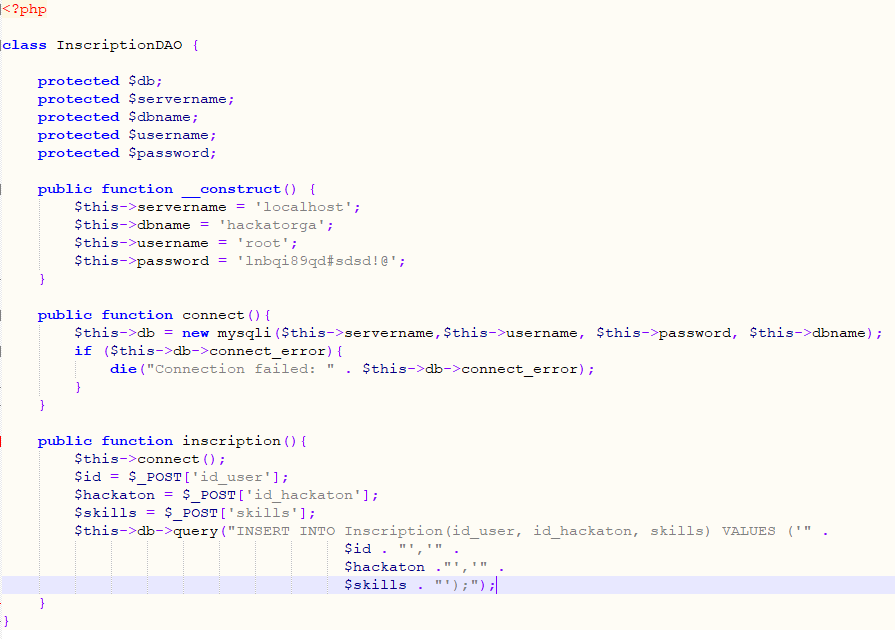 <?php
class InscriptionDAO {
protected $db;
protected $servername;
protected $dbname;
protected $username;
protected $password;
public function __construct() {
$this->servername = 'localhost';
$this->dbname = 'hackatorga';
$this->username = 'root';
$this->password = 'lnbqi89qd#sdsd!@';
}
public function connect(){
$this->db = new mysqli($this->servername,$this->username, $this->password, $this->dbname);
if ($this->db->connect_error){
die("Connection failed: " . $this->db->connect_error);
}
}
public function inscription(){
$this->connect();
$id = $_POST['id_user'];
$hackaton = $_POST['id_hackaton'];
$skills = $_POST['skills'];
$this->db->query("INSERT INTO Inscription(id_user, id_hackaton, skills) VALUES ('" .
$id . "','" .
$hackaton ."','" .
$skills . "');");
}
}